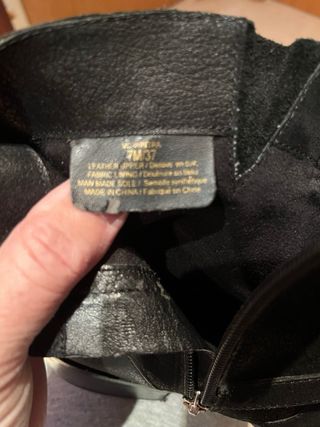 7M/37
LEATHER UPPER / Dessus en cuir
FABRIC LINING / Doublure en tissu
MAN MADE SOLE / Semelle synthétique
MADE IN CHINA / Fabriqué en Chine